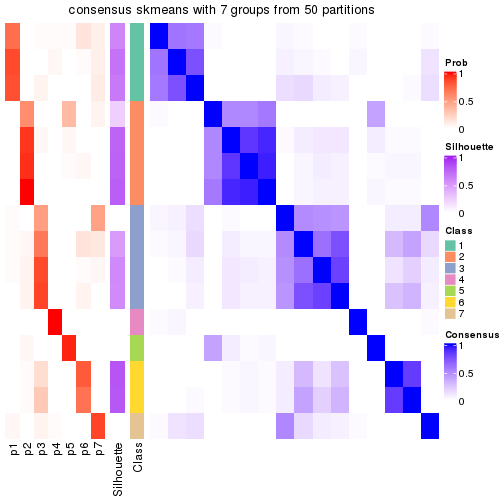 consensus skmeans with 7 groups from 50 partitions
Prob
1
0.5
0
Silhouette
1
0.5
0
Class
1
2
3
4
5
6
7
Consensus
1
0.5
0
p1
p2
p3
p4
p5
p6
p7
Silhouette
Class